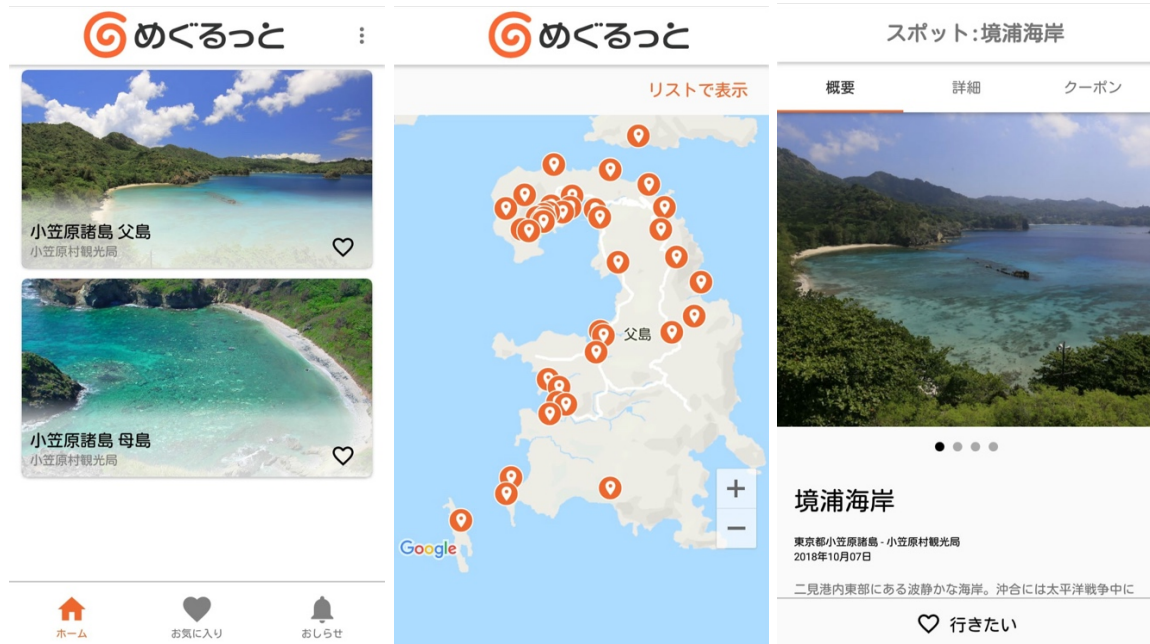 めぐるっと
小笠原諸島 父島
小笠原村観光局
小笠原諸島 母島
小笠原村観光局
ホーム
お気に入り
おしらせ
めぐるっと
リストで表示
父島
+
−
Google
スポット:境浦海岸
概要
詳細
クーポン
境浦海岸
東京都小笠原諸島 - 小笠原村観光局
2018年10月07日
二見港内東部にある波静かな海岸。沖合には太平洋戦争中に
行きたい